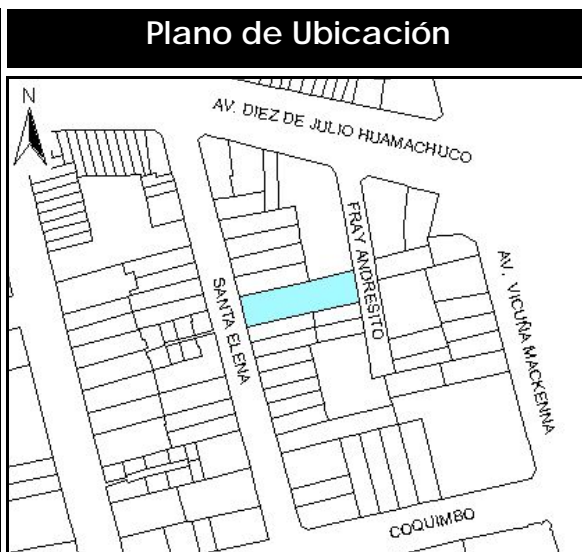 Plano de Ubicación
N
AV. DIEZ DE JULIO HUAMACHUCO
FRAY ANDRESITO
SANTA ELENA
AV. VICUÑA MACKENNA
COQUIMBO